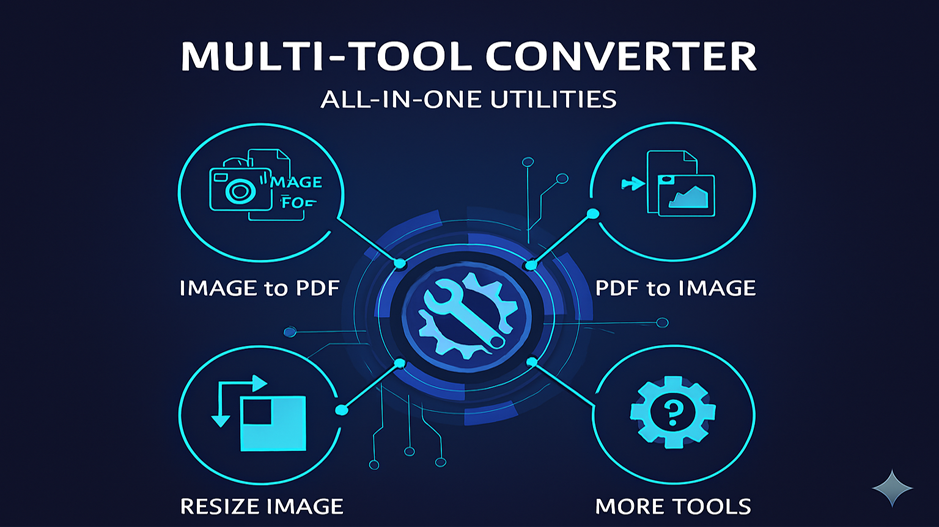 MULTI-TOOL CONVERTER
ALL-IN-ONE UTILITIES
IMAGE to PDF
PDF to IMAGE
RESIZE IMAGE
?
MORE TOOLS